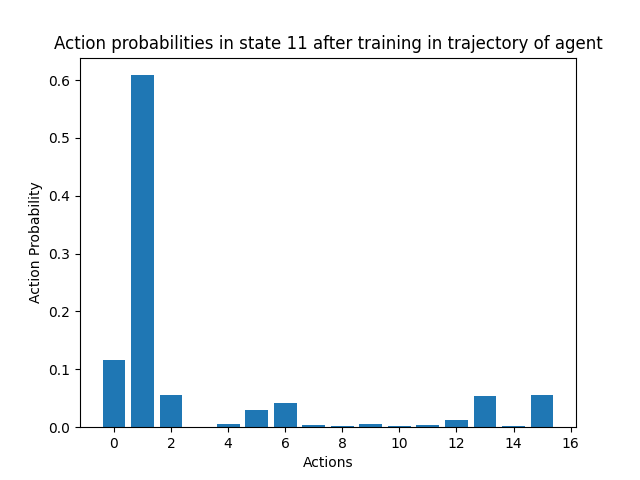 Action probabilities in state 11 after training in trajectory of agent
0.6
0.5
0.4
0.3
0.2
0.1
0.0
Action Probability
0 2 4 6 8 10 12 14 16
Actions